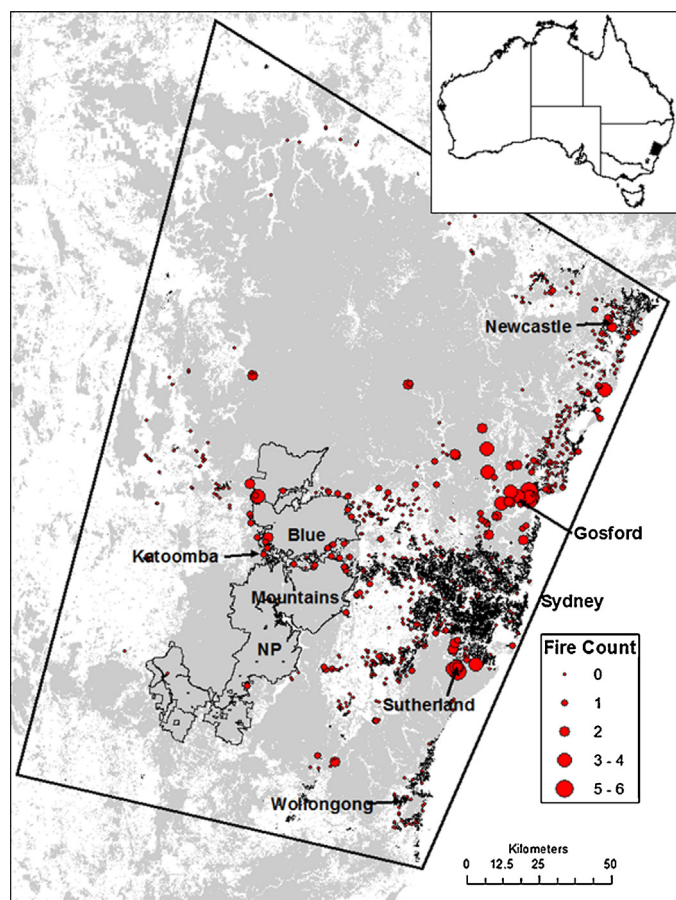 Newcastle
Blue
Gosford
Katoomba
Mountains
Sydney
NP
Sutherland
Wollongong
Fire Count
0
1
2
3 - 4
5 - 6
Kilometers
0 12.5 25 50